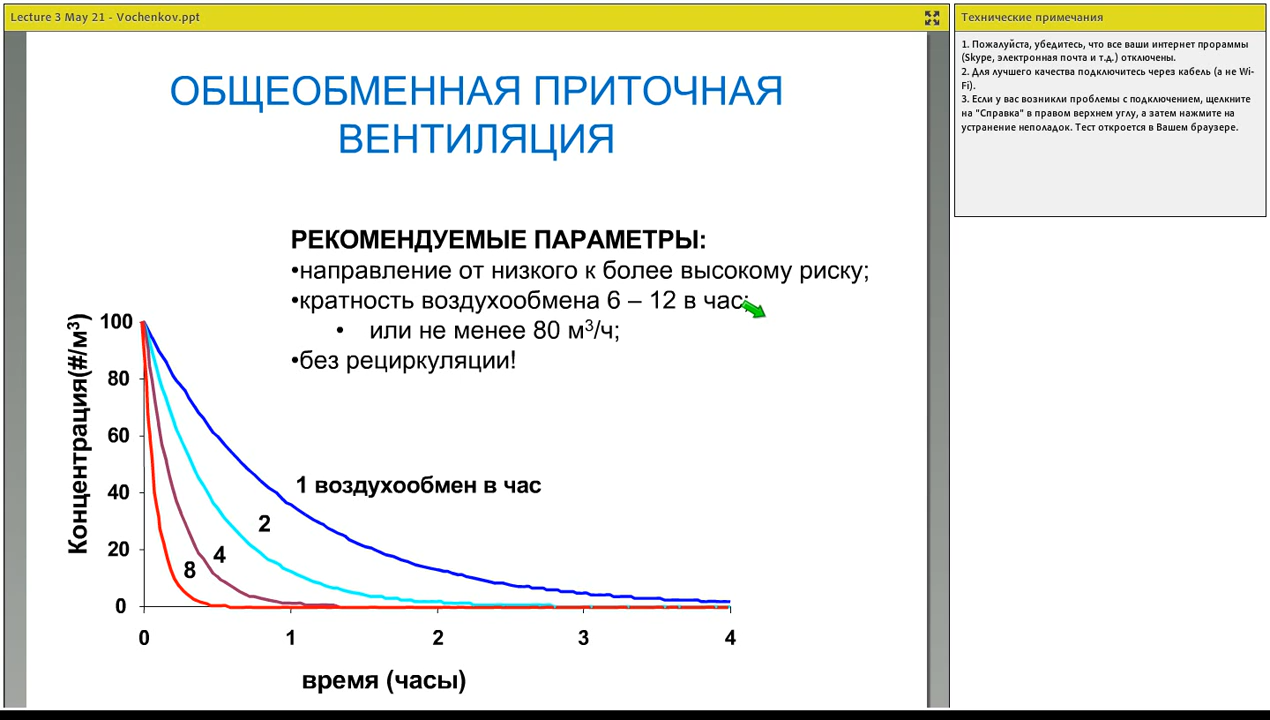 Lecture 3 May 21 - Vochenkov.ppt
ОБЩЕОБМЕННАЯ ПРИТОЧНАЯ
ВЕНТИЛЯЦИЯ
РЕКОМЕНДУЕМЫЕ ПАРАМЕТРЫ:
•направление от низкого к более высокому риску;
•кратность воздухообмена 6 – 12 в час;
• или не менее 80 м³/ч;
•без рециркуляции!
Концентрация(#/м³)
100
80
60
40
20
0
1 воздухообмен в час
2
4
8
0 1 2 3 4
время (часы)
Технические примечания
1. Пожалуйста, убедитесь, что все ваши интернет прораммы
(Skype, электронная почта и т.д.) отключены.
2. Для лучшего качества подключитесь через кабель (а не Wi-
Fi).
3. Если у вас возникли проблемы с подключением, щелкните
на "Справка" в правом верхнем углу, а затем нажмите на
устранение неполадок. Тест откроется в Вашем браузере.